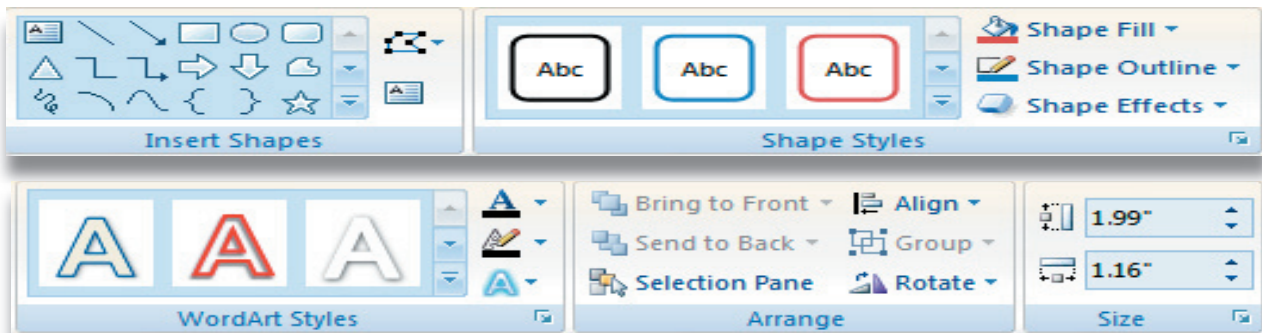 A
Abc Abc Abc
Shape Fill
Shape Outline
A
Shape Effects
Insert Shapes
Shape Styles
A A A
A
Bring to Front
Align
1.99"
Send to Back
Group
A
Selection Pane
Rotate
1.16"
WordArt Styles
Arrange
Size